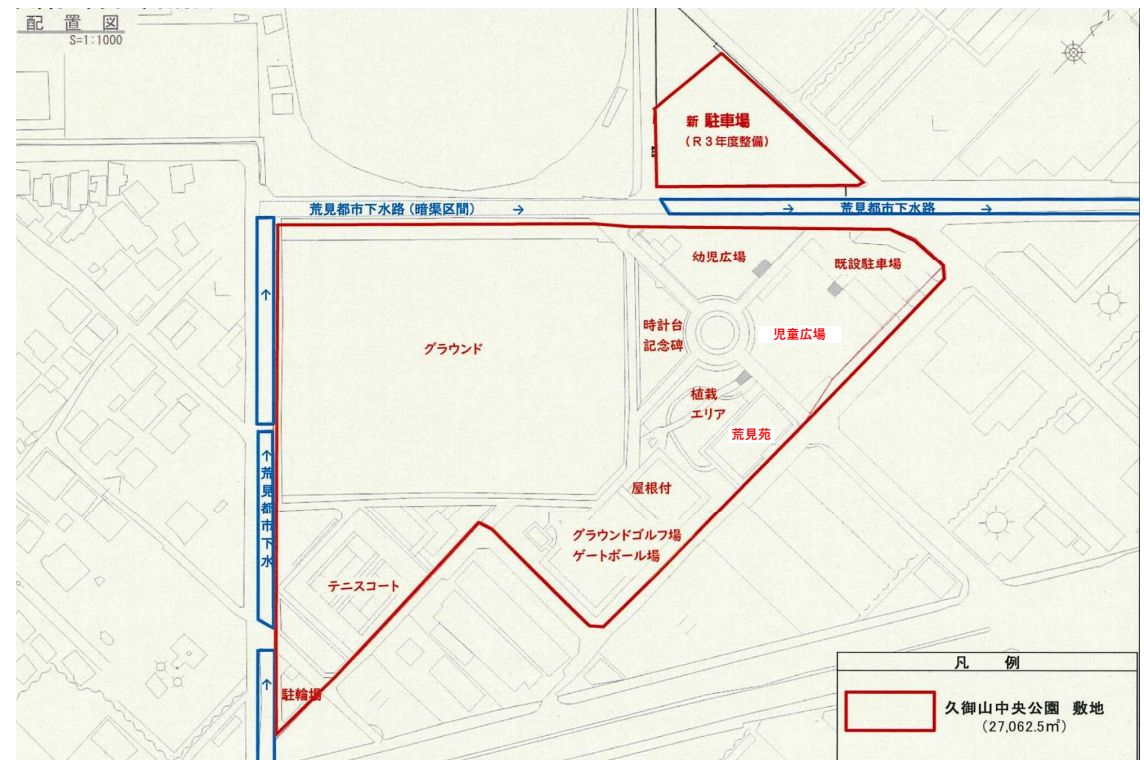 配置図
S=1:1000
N
新 駐車場
(R3年度整備)
荒見都市下水路(暗渠区間) →
→ 荒見都市下水路 →
幼児広場
既設駐車場
↑
時計台
記念碑
児童広場
グラウンド
植栽
エリア
荒見苑
↑荒見都市下水
屋根付
グラウンドゴルフ場
ゲートボール場
テニスコート
↑
駐輪場
凡 例
久御山中央公園 敷地
(27,062.5㎡)